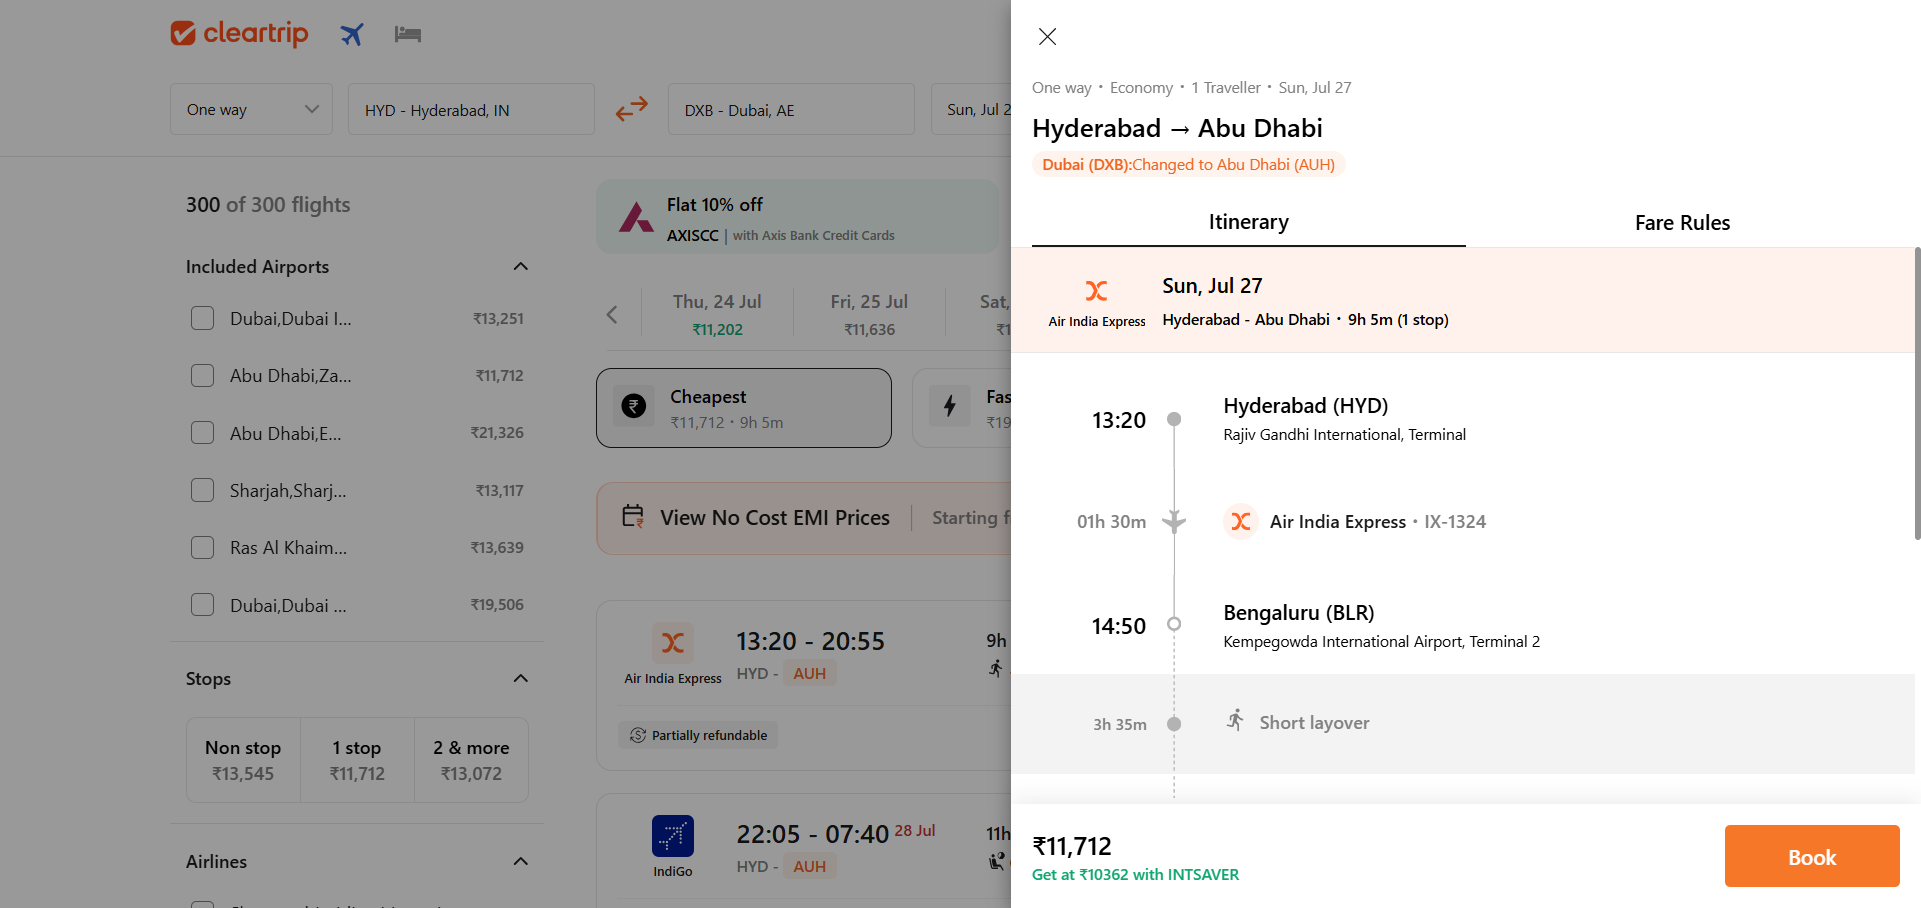 cleartrip
One way
HYD - Hyderabad, IN
DXB - Dubai, AE
Sun, Jul 2
300 of 300 flights
Included Airports
Dubai,Dubai I... ₹13,251
Abu Dhabi,Za... ₹11,712
Abu Dhabi,E... ₹21,326
Sharjah,Sharj... ₹13,117
Ras Al Khaim... ₹13,639
Dubai,Dubai ... ₹19,506
Stops
Non stop
₹13,545
1 stop
₹11,712
2 & more
₹13,072
Airlines
Flat 10% off
AXISCC | with Axis Bank Credit Cards
Thu, 24 Jul
₹11,202
Fri, 25 Jul
₹11,636
Sat,
₹1
Cheapest
₹11,712 • 9h 5m
Fas
₹19
View No Cost EMI Prices
Starting f
Air India Express
13:20 - 20:55
HYD - AUH
9h
Partially refundable
IndiGo
22:05 - 07:40 28 Jul
HYD - AUH
11h
One way • Economy • 1 Traveller • Sun, Jul 27
Hyderabad → Abu Dhabi
Dubai (DXB):Changed to Abu Dhabi (AUH)
Itinerary
Fare Rules
Air India Express
Sun, Jul 27
Hyderabad - Abu Dhabi • 9h 5m (1 stop)
13:20
Hyderabad (HYD)
Rajiv Gandhi International, Terminal
01h 30m
Air India Express • IX-1324
14:50
Bengaluru (BLR)
Kempegowda International Airport, Terminal 2
3h 35m
Short layover
₹11,712
Get at ₹10362 with INTSAVER
Book